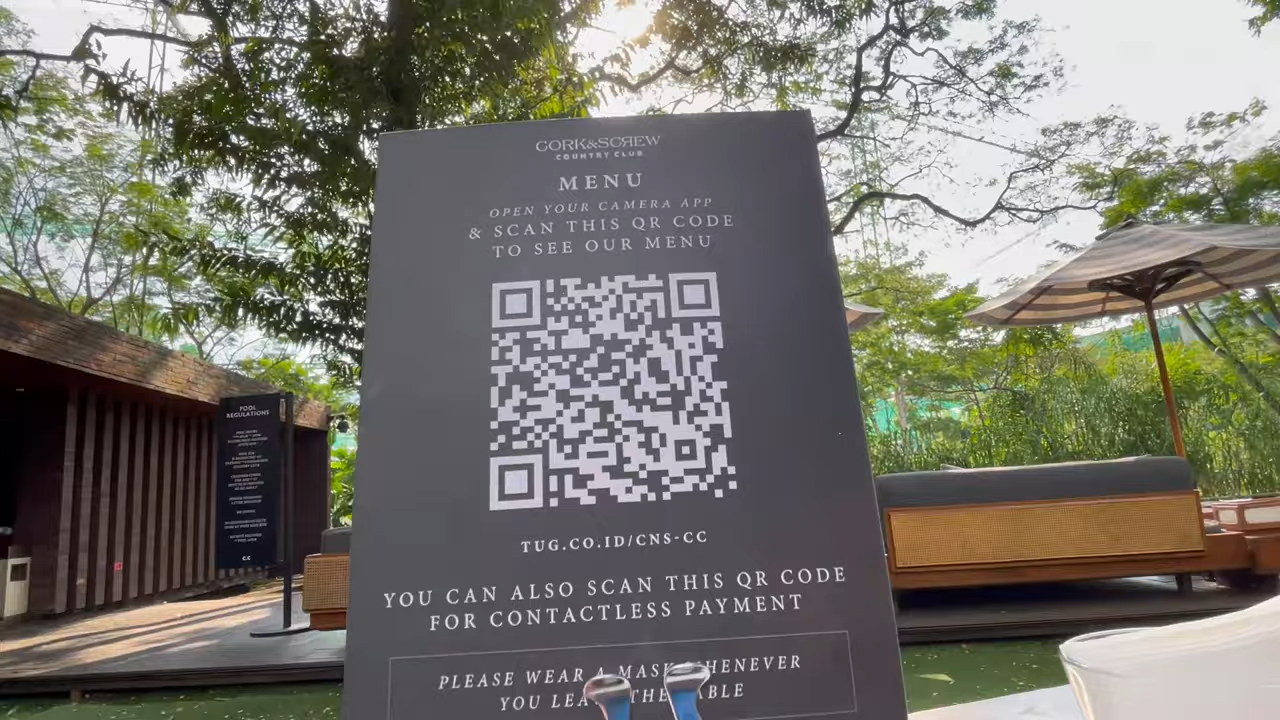 CORK&SCREW
COUNTRY CLUB
MENU
OPEN YOUR CAMERA APP
& SCAN THIS QR CODE
TO SEE OUR MENU
TUG.CO.ID/CNS-CC
YOU CAN ALSO SCAN THIS QR CODE
FOR CONTACTLESS PAYMENT
PLEASE WEAR A MASK WHENEVER
YOU THE TABLE
POOL
REGULATIONS
CC